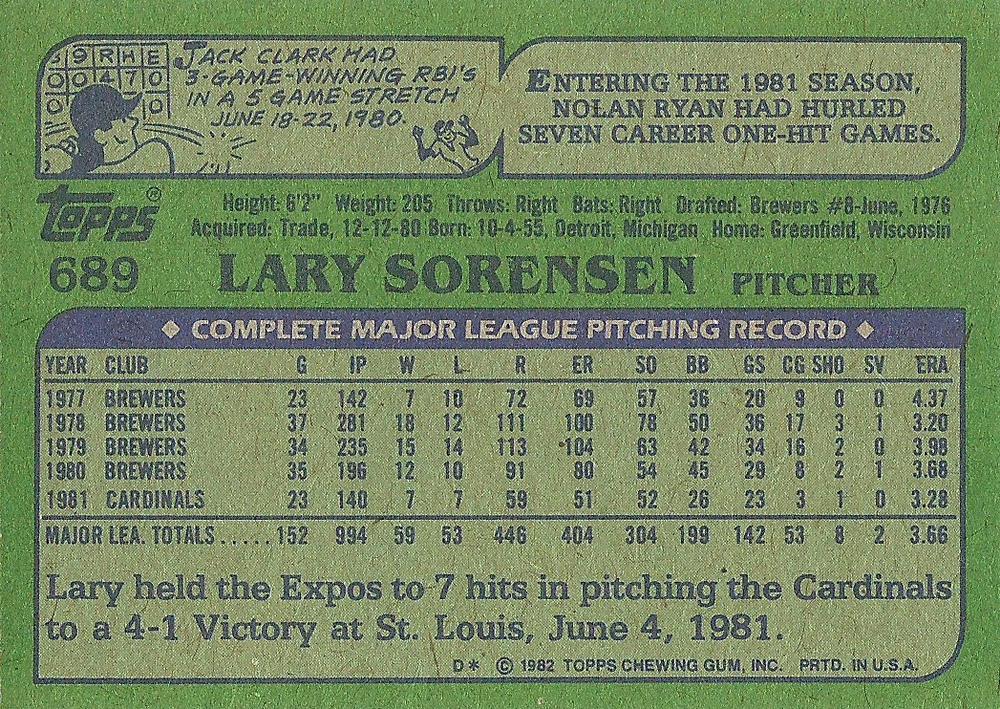 9 R H E
0 0 4 7 0
0 0 0
JACK CLARK HAD
3-GAME-WINNING RBI'S
IN A 5 GAME STRETCH
JUNE 18-22, 1980.
ENTERING THE 1981 SEASON,
NOLAN RYAN HAD HURLED
SEVEN CAREER ONE-HIT GAMES.
TOPPS®
Height: 6'2" Weight: 205 Throws: Right Bats: Right Drafted: Brewers #8-June, 1976
Acquired: Trade, 12-12-80 Born: 10-4-55, Detroit, Michigan Home: Greenfield, Wisconsin
689 LARY SORENSEN PITCHER
◆ COMPLETE MAJOR LEAGUE PITCHING RECORD ◆
YEAR CLUB G IP W L R ER SO BB GS CG SHO SV ERA
1977 BREWERS 23 142 7 10 72 69 57 36 20 9 0 0 4.37
1978 BREWERS 37 281 18 12 111 100 78 50 36 17 3 1 3.20
1979 BREWERS 34 235 15 14 113 104 63 42 34 16 2 0 3.98
1980 BREWERS 35 196 12 10 91 80 54 45 29 8 2 1 3.68
1981 CARDINALS 23 140 7 7 59 51 52 26 23 3 1 0 3.28
MAJOR LEA. TOTALS ..... 152 994 59 53 446 404 304 199 142 53 8 2 3.66
Lary held the Expos to 7 hits in pitching the Cardinals
to a 4-1 Victory at St. Louis, June 4, 1981.
D* © 1982 TOPPS CHEWING GUM, INC. PRTD. IN U.S.A.